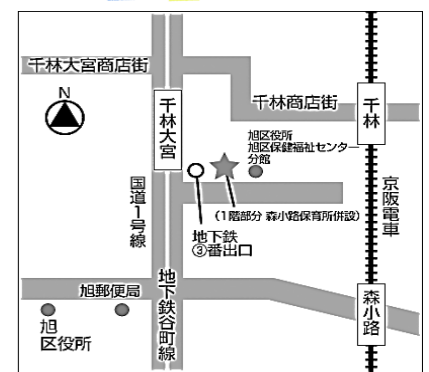 千林大宮商店街
N
千林大宮
千林商店街
千林
旭区役所
旭区保健福祉センター
分館
国道1号線
(1階部分 森小路保育所併設)
地下鉄
③番出口
京阪電車
旭郵便局
地下鉄谷町線
森小路
旭
区役所